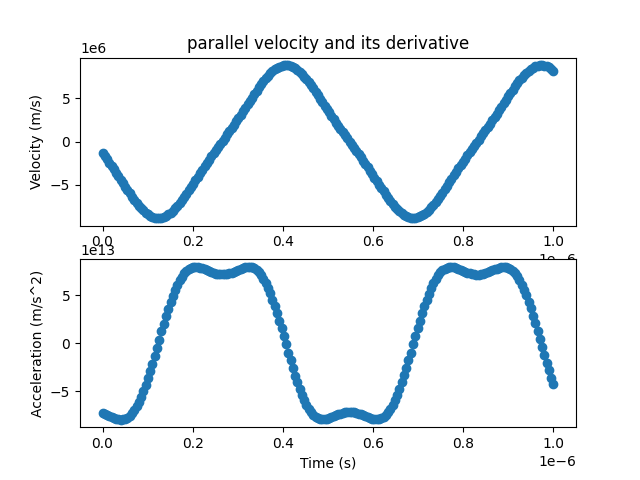 parallel velocity and its derivative
1e6
Velocity (m/s)
5
0
−5
0.0 0.2 0.4 0.6 0.8 1.0
1e13
Acceleration (m/s^2)
5
0
−5
0.0 0.2 0.4 0.6 0.8 1.0
Time (s)
1e−6